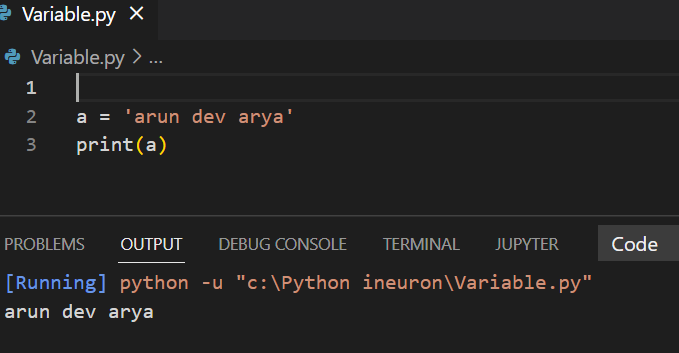 Variable.py ×
Variable.py > ...
1
2 a = 'arun dev arya'
3 print(a)
PROBLEMS OUTPUT DEBUG CONSOLE TERMINAL JUPYTER Code
[Running] python -u "c:\Python ineuron\Variable.py"
arun dev arya